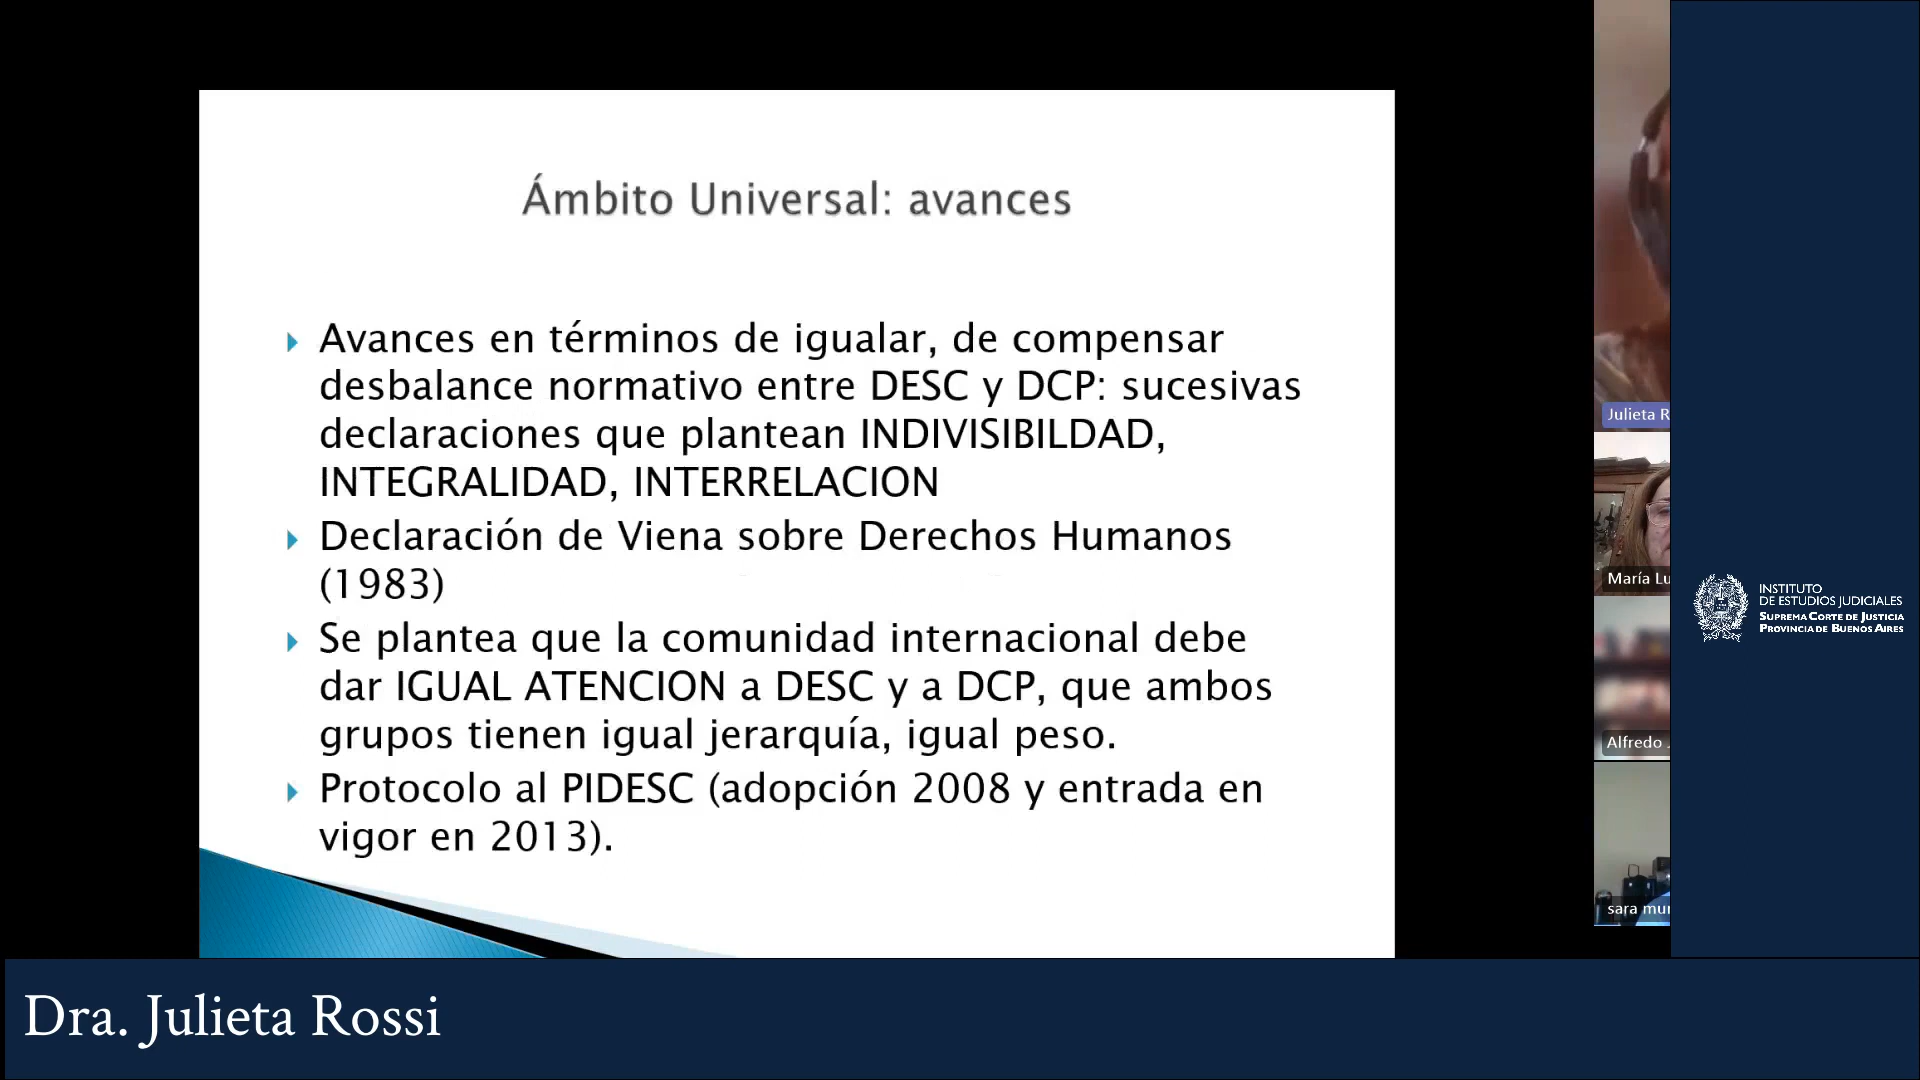 Ámbito Universal: avances
Avances en términos de igualar, de compensar
desbalance normativo entre DESC y DCP: sucesivas
declaraciones que plantean INDIVISIBILDAD,
INTEGRALIDAD, INTERRELACION
Declaración de Viena sobre Derechos Humanos
(1983)
Se plantea que la comunidad internacional debe
dar IGUAL ATENCION a DESC y a DCP, que ambos
grupos tienen igual jerarquía, igual peso.
Protocolo al PIDESC (adopción 2008 y entrada en
vigor en 2013).
Julieta R
María Lu
Alfredo
sara mu
INSTITUTO
DE ESTUDIOS JUDICIALES
SUPREMA CORTE DE JUSTICIA
PROVINCIA DE BUENOS AIRES
Dra. Julieta Rossi